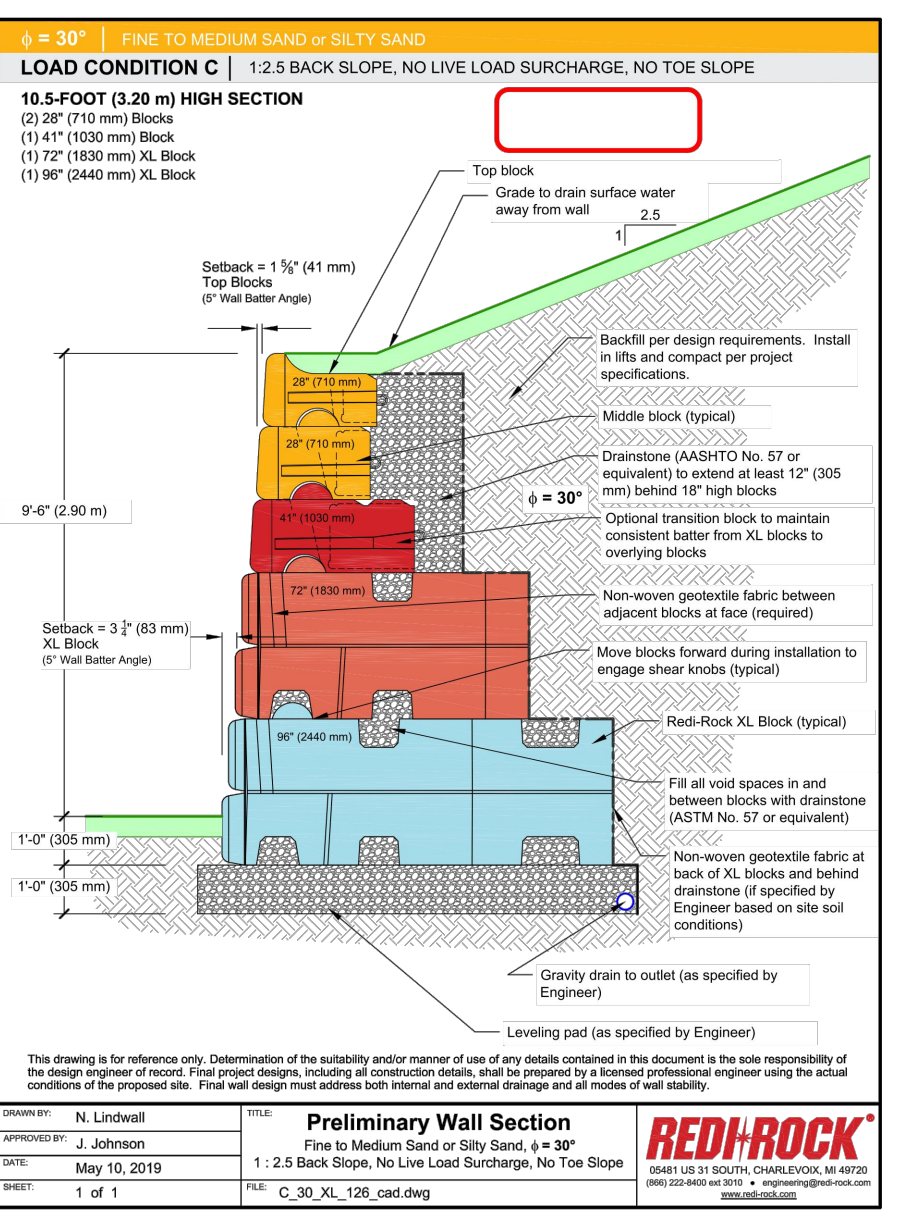 ϕ = 30° | FINE TO MEDIUM SAND or SILTY SAND
LOAD CONDITION C | 1:2.5 BACK SLOPE, NO LIVE LOAD SURCHARGE, NO TOE SLOPE
10.5-FOOT (3.20 m) HIGH SECTION
(2) 28" (710 mm) Blocks
(1) 41" (1030 mm) Block
(1) 72" (1830 mm) XL Block
(1) 96" (2440 mm) XL Block
Top block
Grade to drain surface water
away from wall
2.5
1
Setback = 1 ⅝" (41 mm)
Top Blocks
(5° Wall Batter Angle)
Backfill per design requirements. Install
in lifts and compact per project
specifications.
28" (710 mm)
Middle block (typical)
28" (710 mm)
Drainstone (AASHTO No. 57 or
equivalent) to extend at least 12" (305
mm) behind 18" high blocks
ϕ = 30°
9'-6" (2.90 m)
41" (1030 mm)
Optional transition block to maintain
consistent batter from XL blocks to
overlying blocks
72" (1830 mm)
Non-woven geotextile fabric between
adjacent blocks at face (required)
Setback = 3 ¼" (83 mm)
XL Block
(5° Wall Batter Angle)
Move blocks forward during installation to
engage shear knobs (typical)
Redi-Rock XL Block (typical)
96" (2440 mm)
Fill all void spaces in and
between blocks with drainstone
(ASTM No. 57 or equivalent)
1'-0" (305 mm)
Non-woven geotextile fabric at
back of XL blocks and behind
drainstone (if specified by
Engineer based on site soil
conditions)
1'-0" (305 mm)
Gravity drain to outlet (as specified by
Engineer)
Leveling pad (as specified by Engineer)
This drawing is for reference only. Determination of the suitability and/or manner of use of any details contained in this document is the sole responsibility of
the design engineer of record. Final project designs, including all construction details, shall be prepared by a licensed professional engineer using the actual
conditions of the proposed site. Final wall design must address both internal and external drainage and all modes of wall stability.
DRAWN BY: N. Lindwall
APPROVED BY: J. Johnson
DATE: May 10, 2019
SHEET: 1 of 1
TITLE: Preliminary Wall Section
Fine to Medium Sand or Silty Sand, ϕ = 30°
1 : 2.5 Back Slope, No Live Load Surcharge, No Toe Slope
FILE: C_30_XL_126_cad.dwg
REDI-ROCK®
05481 US 31 SOUTH, CHARLEVOIX, MI 49720
(866) 222-8400 ext 3010 • engineering@redi-rock.com
www.redi-rock.com